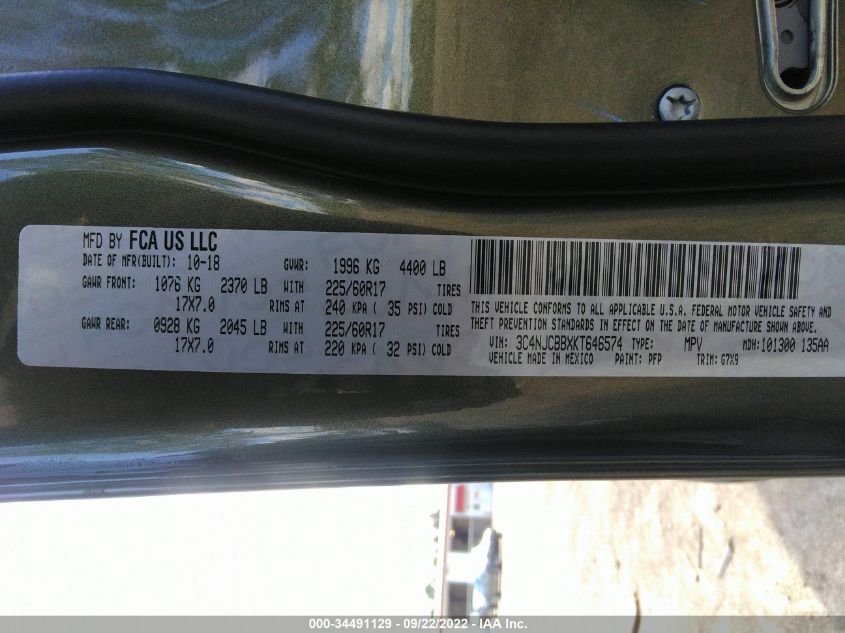 MFD BY FCA US LLC
DATE OF MFR(BUILT): 10-18 GVWR: 1996 KG 4400 LB
GAWR FRONT: 1076 KG 2370 LB WITH 225/60R17 TIRES
17X7.0 RIMS AT 240 KPA ( 35 PSI) COLD
GAWR REAR: 0928 KG 2045 LB WITH 225/60R17 TIRES
17X7.0 RIMS AT 220 KPA ( 32 PSI) COLD
THIS VEHICLE CONFORMS TO ALL APPLICABLE U.S.A. FEDERAL MOTOR VEHICLE SAFETY AND
THEFT PREVENTION STANDARDS IN EFFECT ON THE DATE OF MANUFACTURE SHOWN ABOVE.
VIN: 3C4NJCBBXKT646574 TYPE: MPV MDH:101300 135AA
VEHICLE MADE IN MEXICO PAINT: PFP TRIM: G7X9
000-34491129 - 09/22/2022 - IAA Inc.